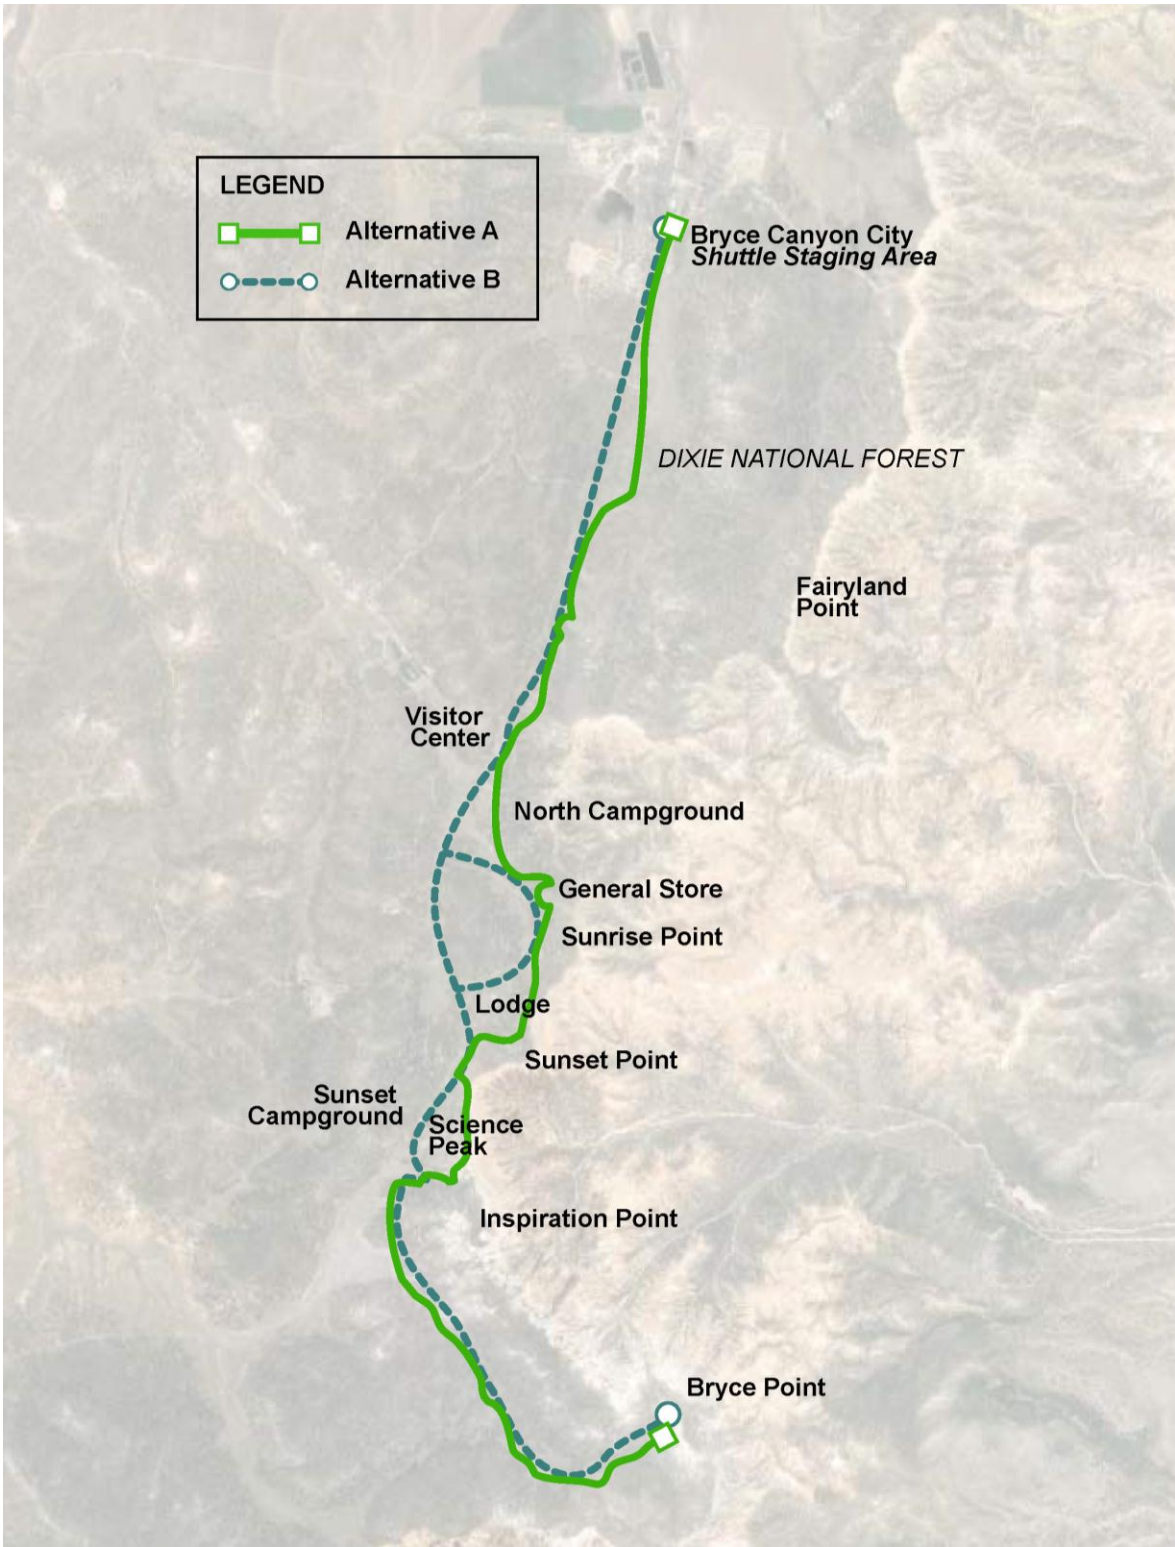 LEGEND
Alternative A
Alternative B
Bryce Canyon City
Shuttle Staging Area
DIXIE NATIONAL FOREST
Fairyland
Point
Visitor
Center
North Campground
General Store
Sunrise Point
Lodge
Sunset Point
Sunset
Campground
Science
Peak
Inspiration Point
Bryce Point